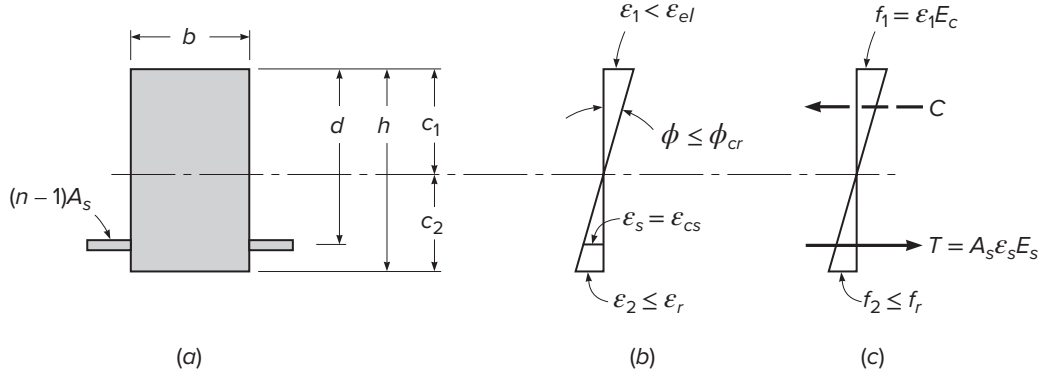 b
d
h
c₁
c₂
(n – 1)Aₛ
(a)
ε₁ < εₑₗ
ϕ ≤ ϕcr
εₛ = εcs
ε₂ ≤ εᵣ
(b)
f₁ = ε₁Ec
C
T = AₛεₛEₛ
f₂ ≤ fᵣ
(c)